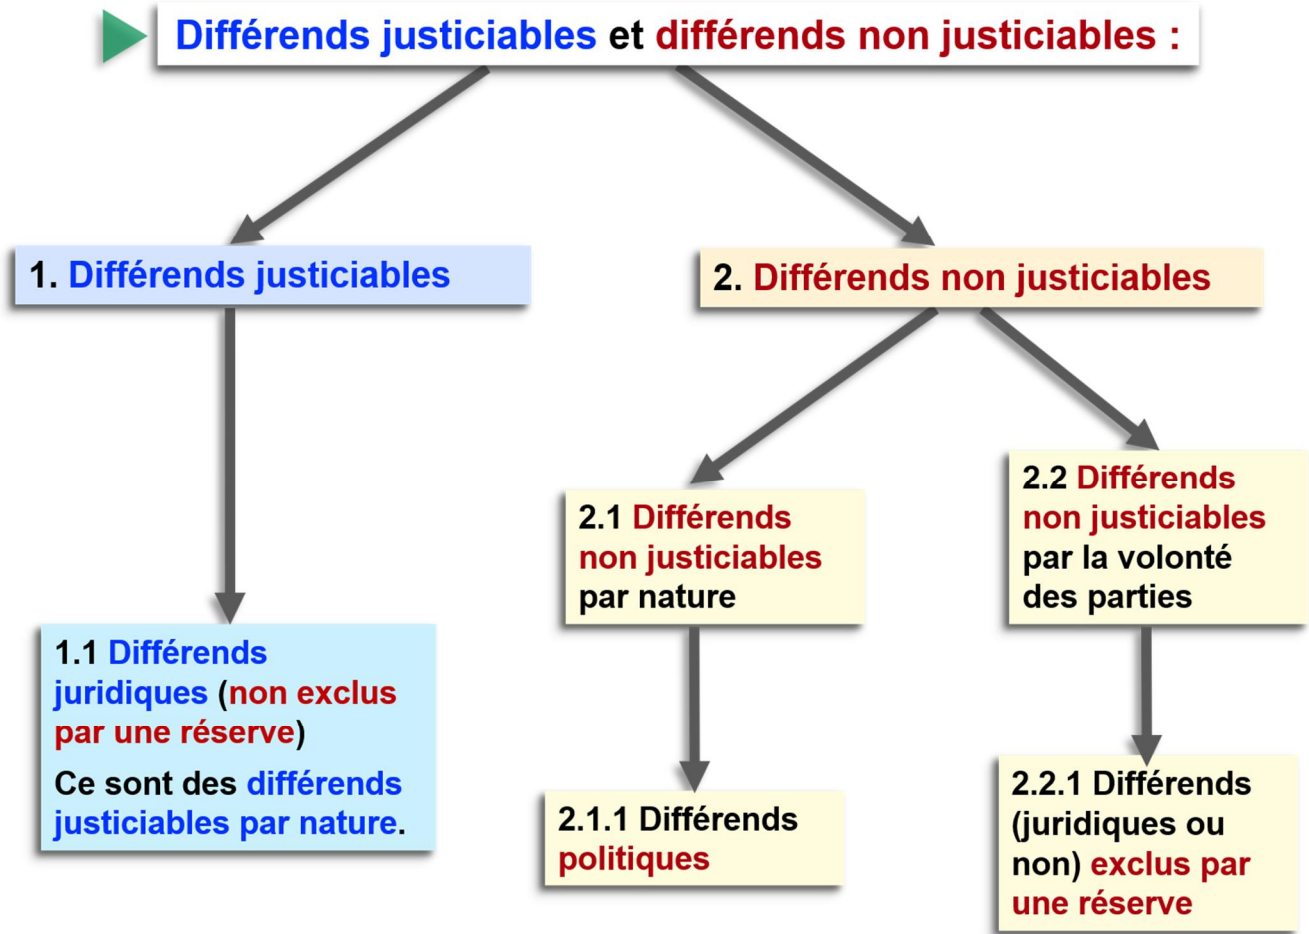 Différends justiciables et différends non justiciables :
1. Différends justiciables
2. Différends non justiciables
1.1 Différends
juridiques (non exclus
par une réserve)
Ce sont des différends
justiciables par nature.
2.1 Différends
non justiciables
par nature
2.2 Différends
non justiciables
par la volonté
des parties
2.1.1 Différends
politiques
2.2.1 Différends
(juridiques ou
non) exclus par
une réserve